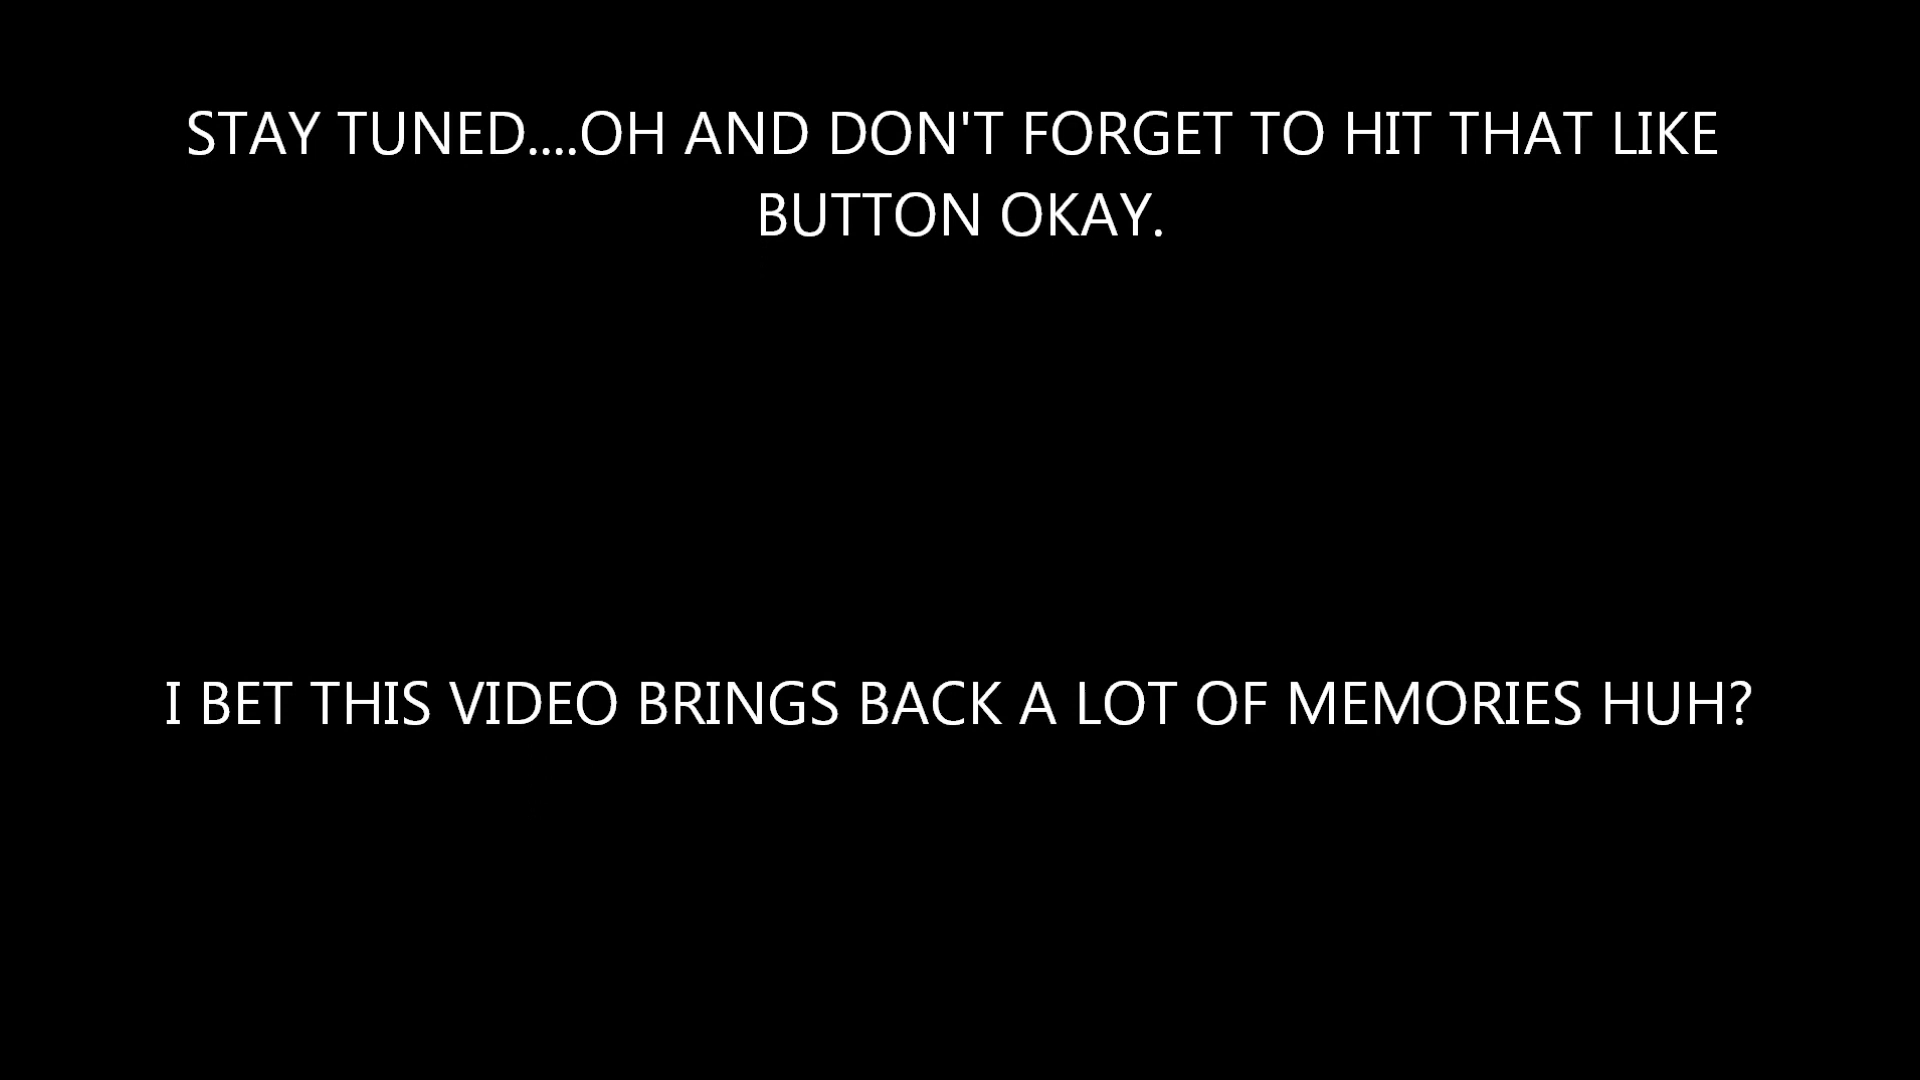 STAY TUNED....OH AND DON'T FORGET TO HIT THAT LIKE
BUTTON OKAY.
I BET THIS VIDEO BRINGS BACK A LOT OF MEMORIES HUH?